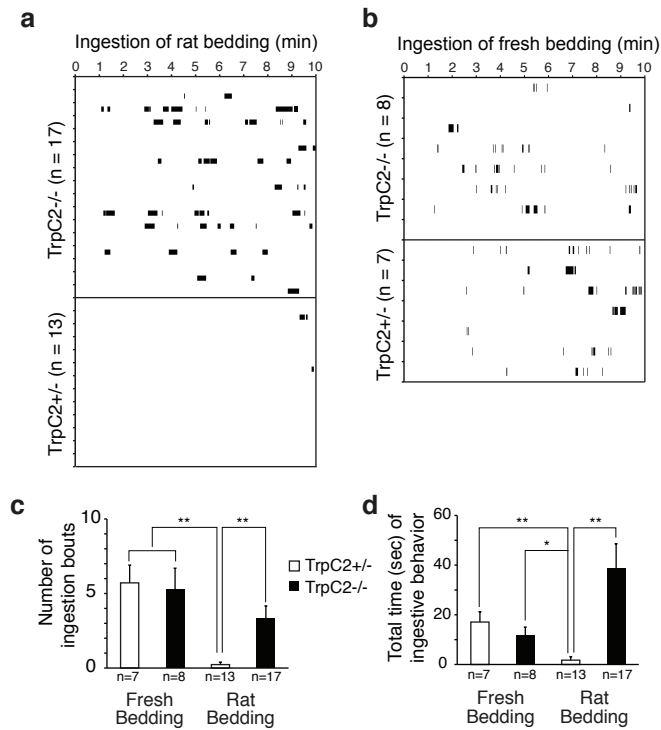 a
Ingestion of rat bedding (min)
0 1 2 3 4 5 6 7 8 9 10
TrpC2-/- (n = 17)
TrpC2+/- (n = 13)
b
Ingestion of fresh bedding (min)
0 1 2 3 4 5 6 7 8 9 10
TrpC2-/- (n = 8)
TrpC2+/- (n = 7)
c
Number of
ingestion bouts
10
5
0
** **
n=7 n=8 n=13 n=17
Fresh
Bedding
Rat
Bedding
TrpC2+/-
TrpC2-/-
d
Total time (sec) of
ingestive behavior
60
40
20
0
** **
*
n=7 n=8 n=13 n=17
Fresh
Bedding
Rat
Bedding